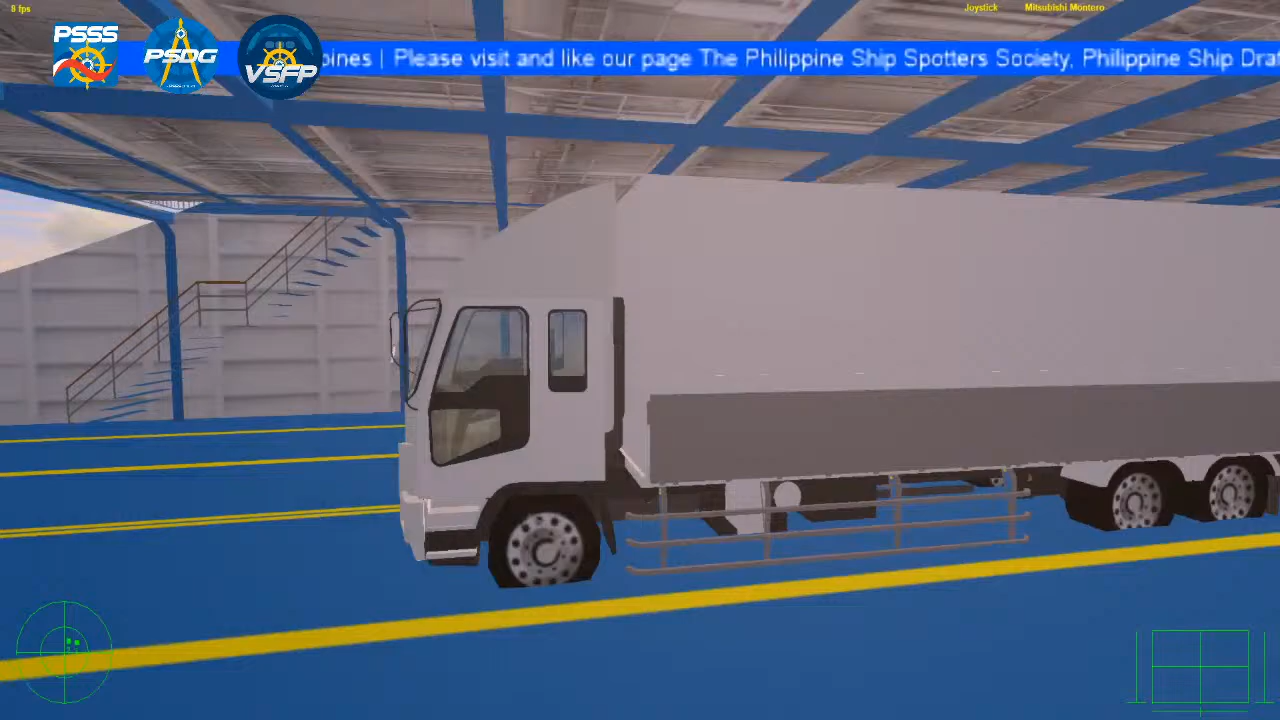 8 fps
Joystick Mitsubishi Montero
PSSS
PSDG
VSFP
pines | Please visit and like our page The Philippine Ship Spotters Society, Philippine Ship Draf